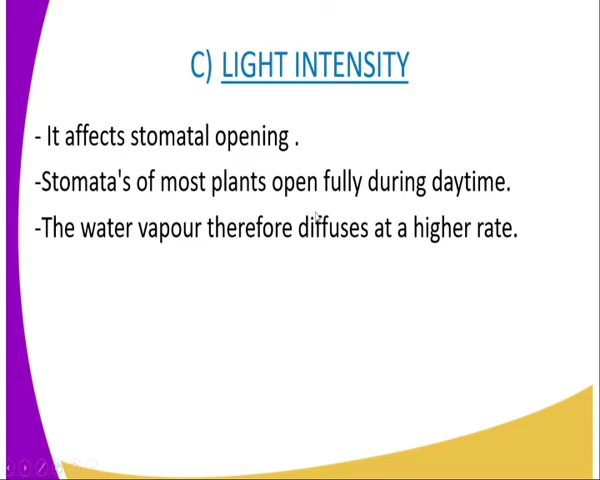 C) LIGHT INTENSITY
- It affects stomatal opening .
-Stomata's of most plants open fully during daytime.
-The water vapour therefore diffuses at a higher rate.